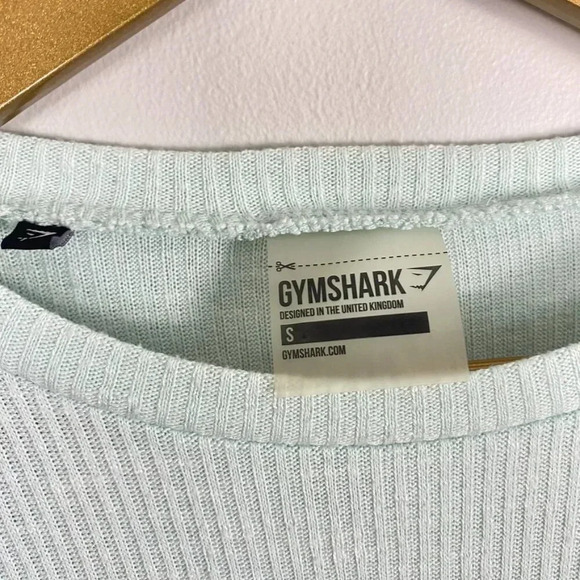 GYMSHARK
DESIGNED IN THE UNITED KINGDOM
S
GYMSHARK.COM